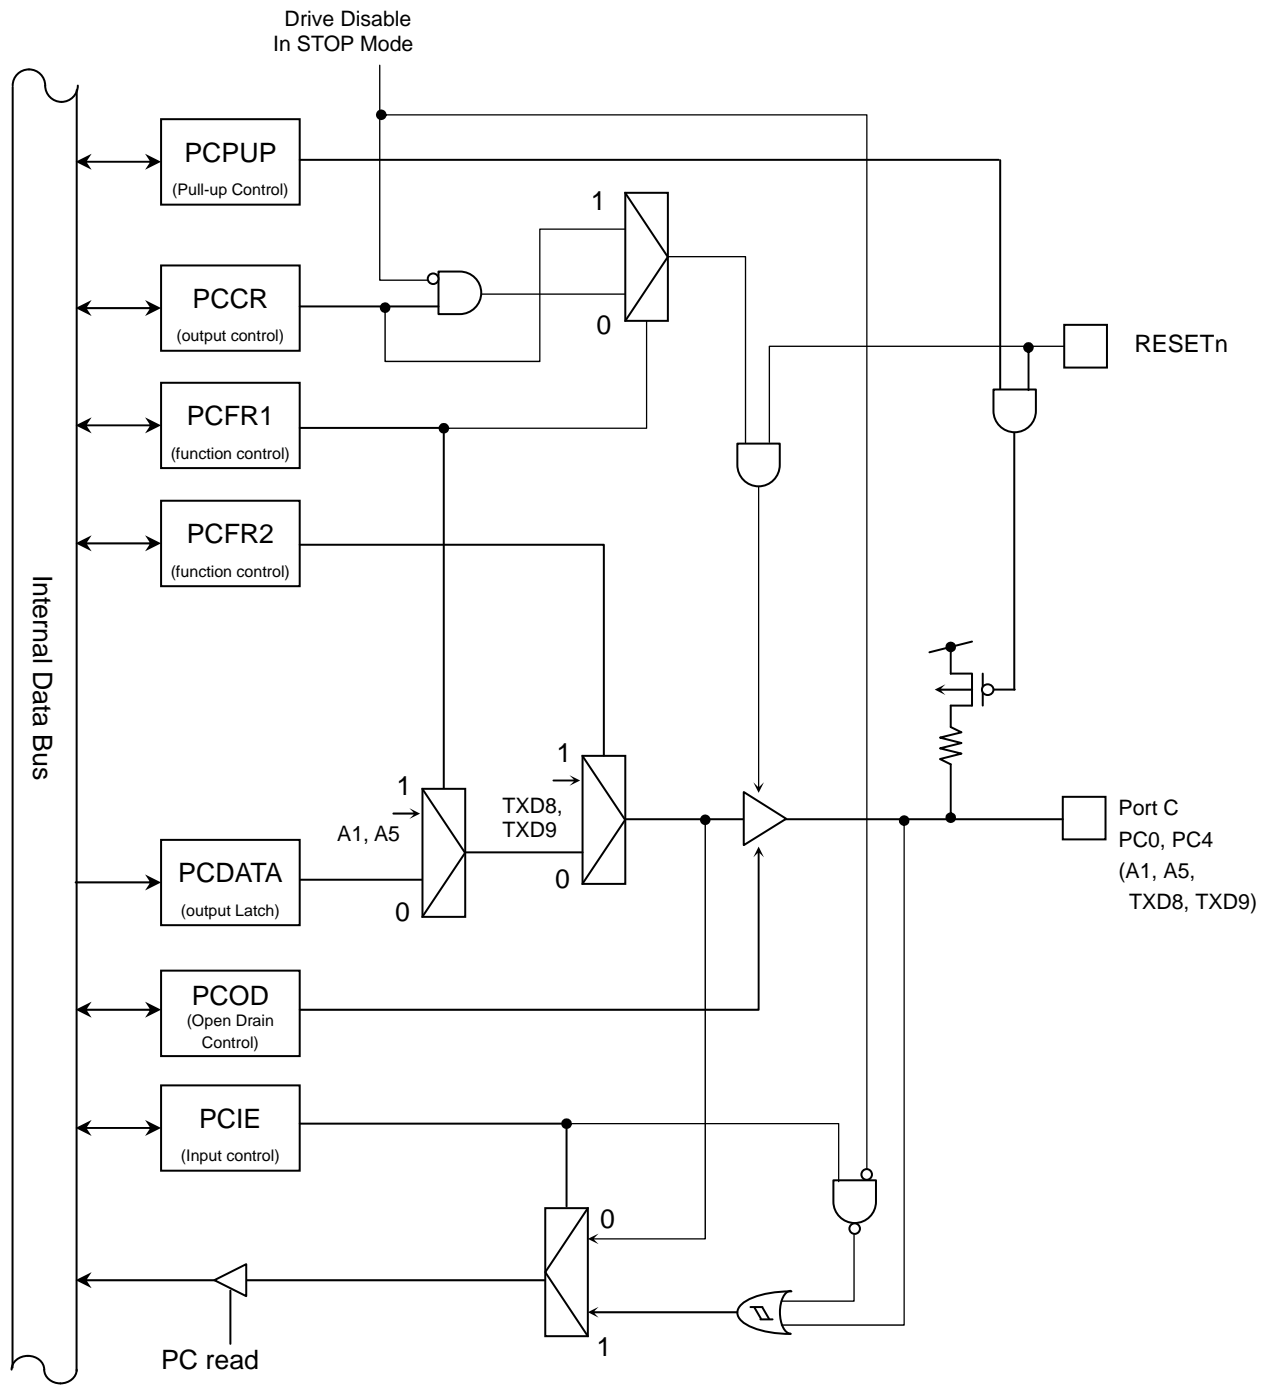 Drive Disable
In STOP Mode
PCPUP
(Pull-up Control)
1
PCCR
(output control)
0
RESETn
PCFR1
(function control)
PCFR2
(function control)
Internal Data Bus
1
1
TXD8,
TXD9
A1, A5
Port C
PC0, PC4
(A1, A5,
TXD8, TXD9)
PCDATA
(output Latch)
0
0
PCOD
(Open Drain
Control)
PCIE
(Input control)
0
1
PC read